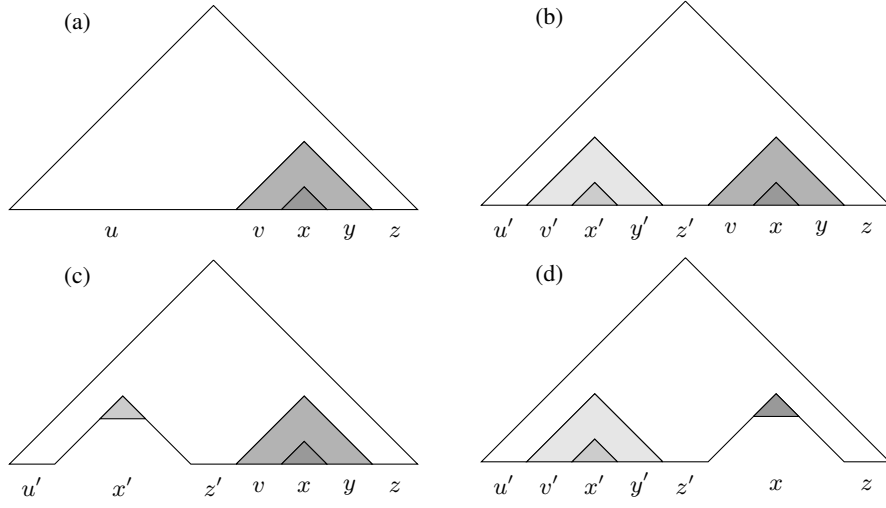 (a) (b)
u v x y z u′ v′ x′ y′ z′ v x y z
(c) (d)
u′ x′ z′ v x y z u′ v′ x′ y′ z′ x z